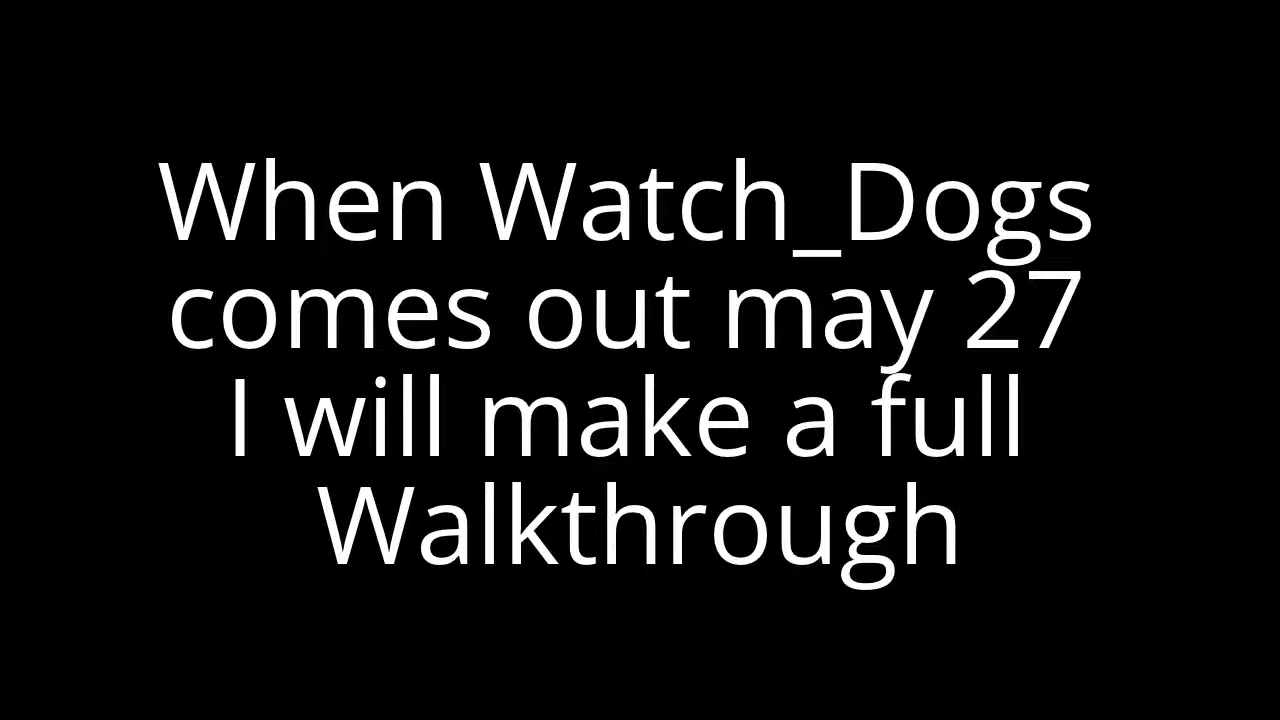 When Watch_Dogs
comes out may 27
I will make a full
Walkthrough